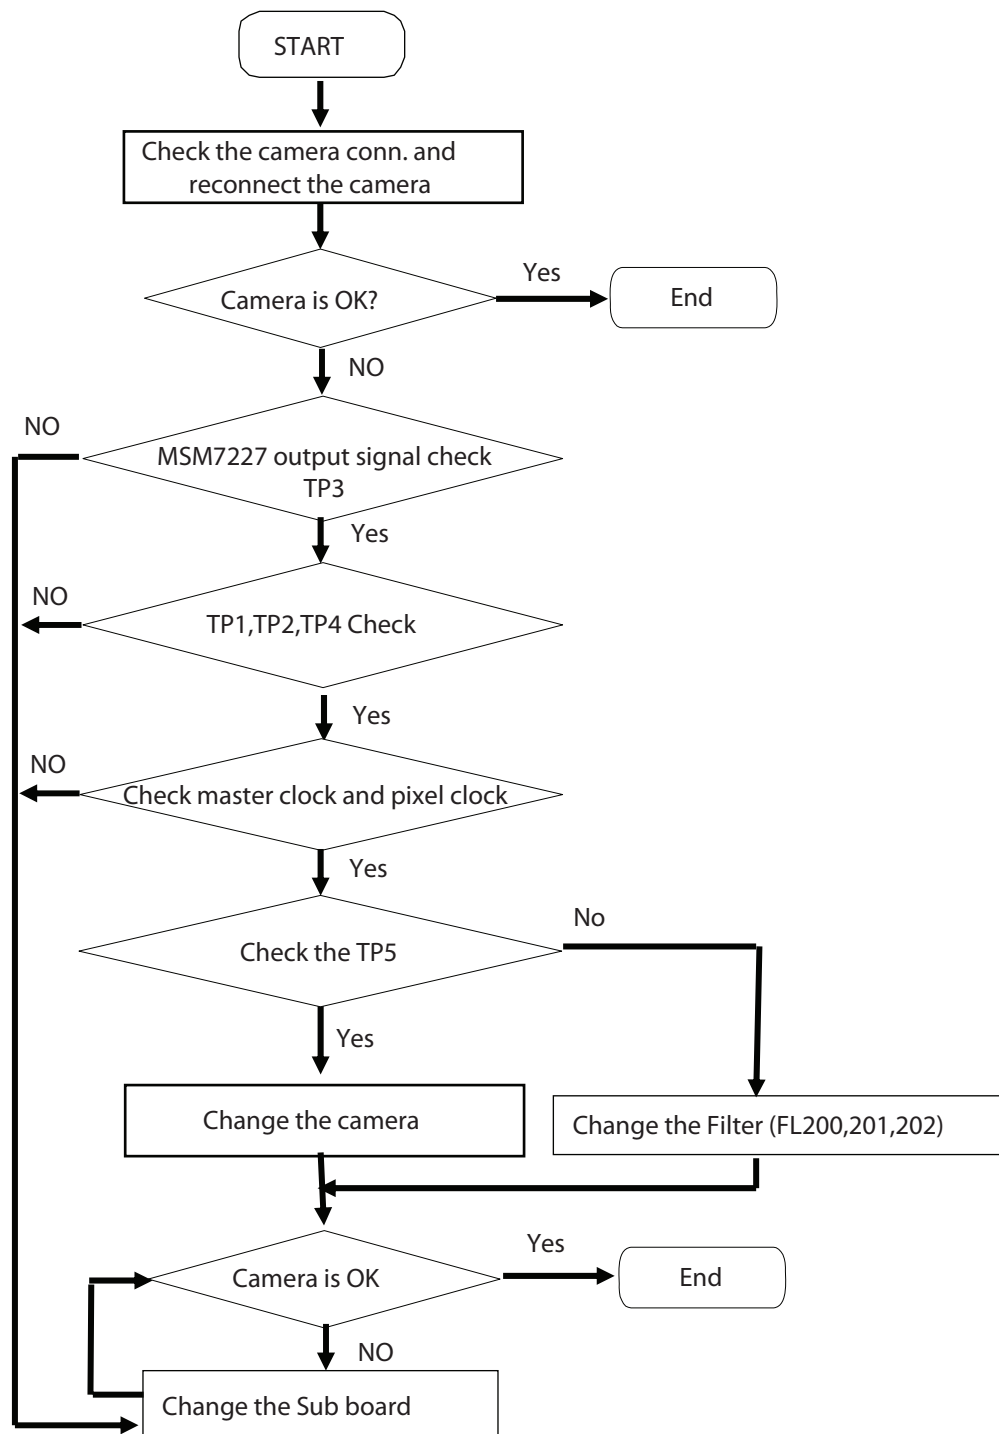 START
Check the camera conn. and
reconnect the camera
Camera is OK?
Yes
End
NO
NO
MSM7227 output signal check
TP3
Yes
NO
TP1,TP2,TP4 Check
Yes
NO
Check master clock and pixel clock
Yes
No
Check the TP5
Yes
Change the camera
Change the Filter (FL200,201,202)
Camera is OK
Yes
End
NO
Change the Sub board